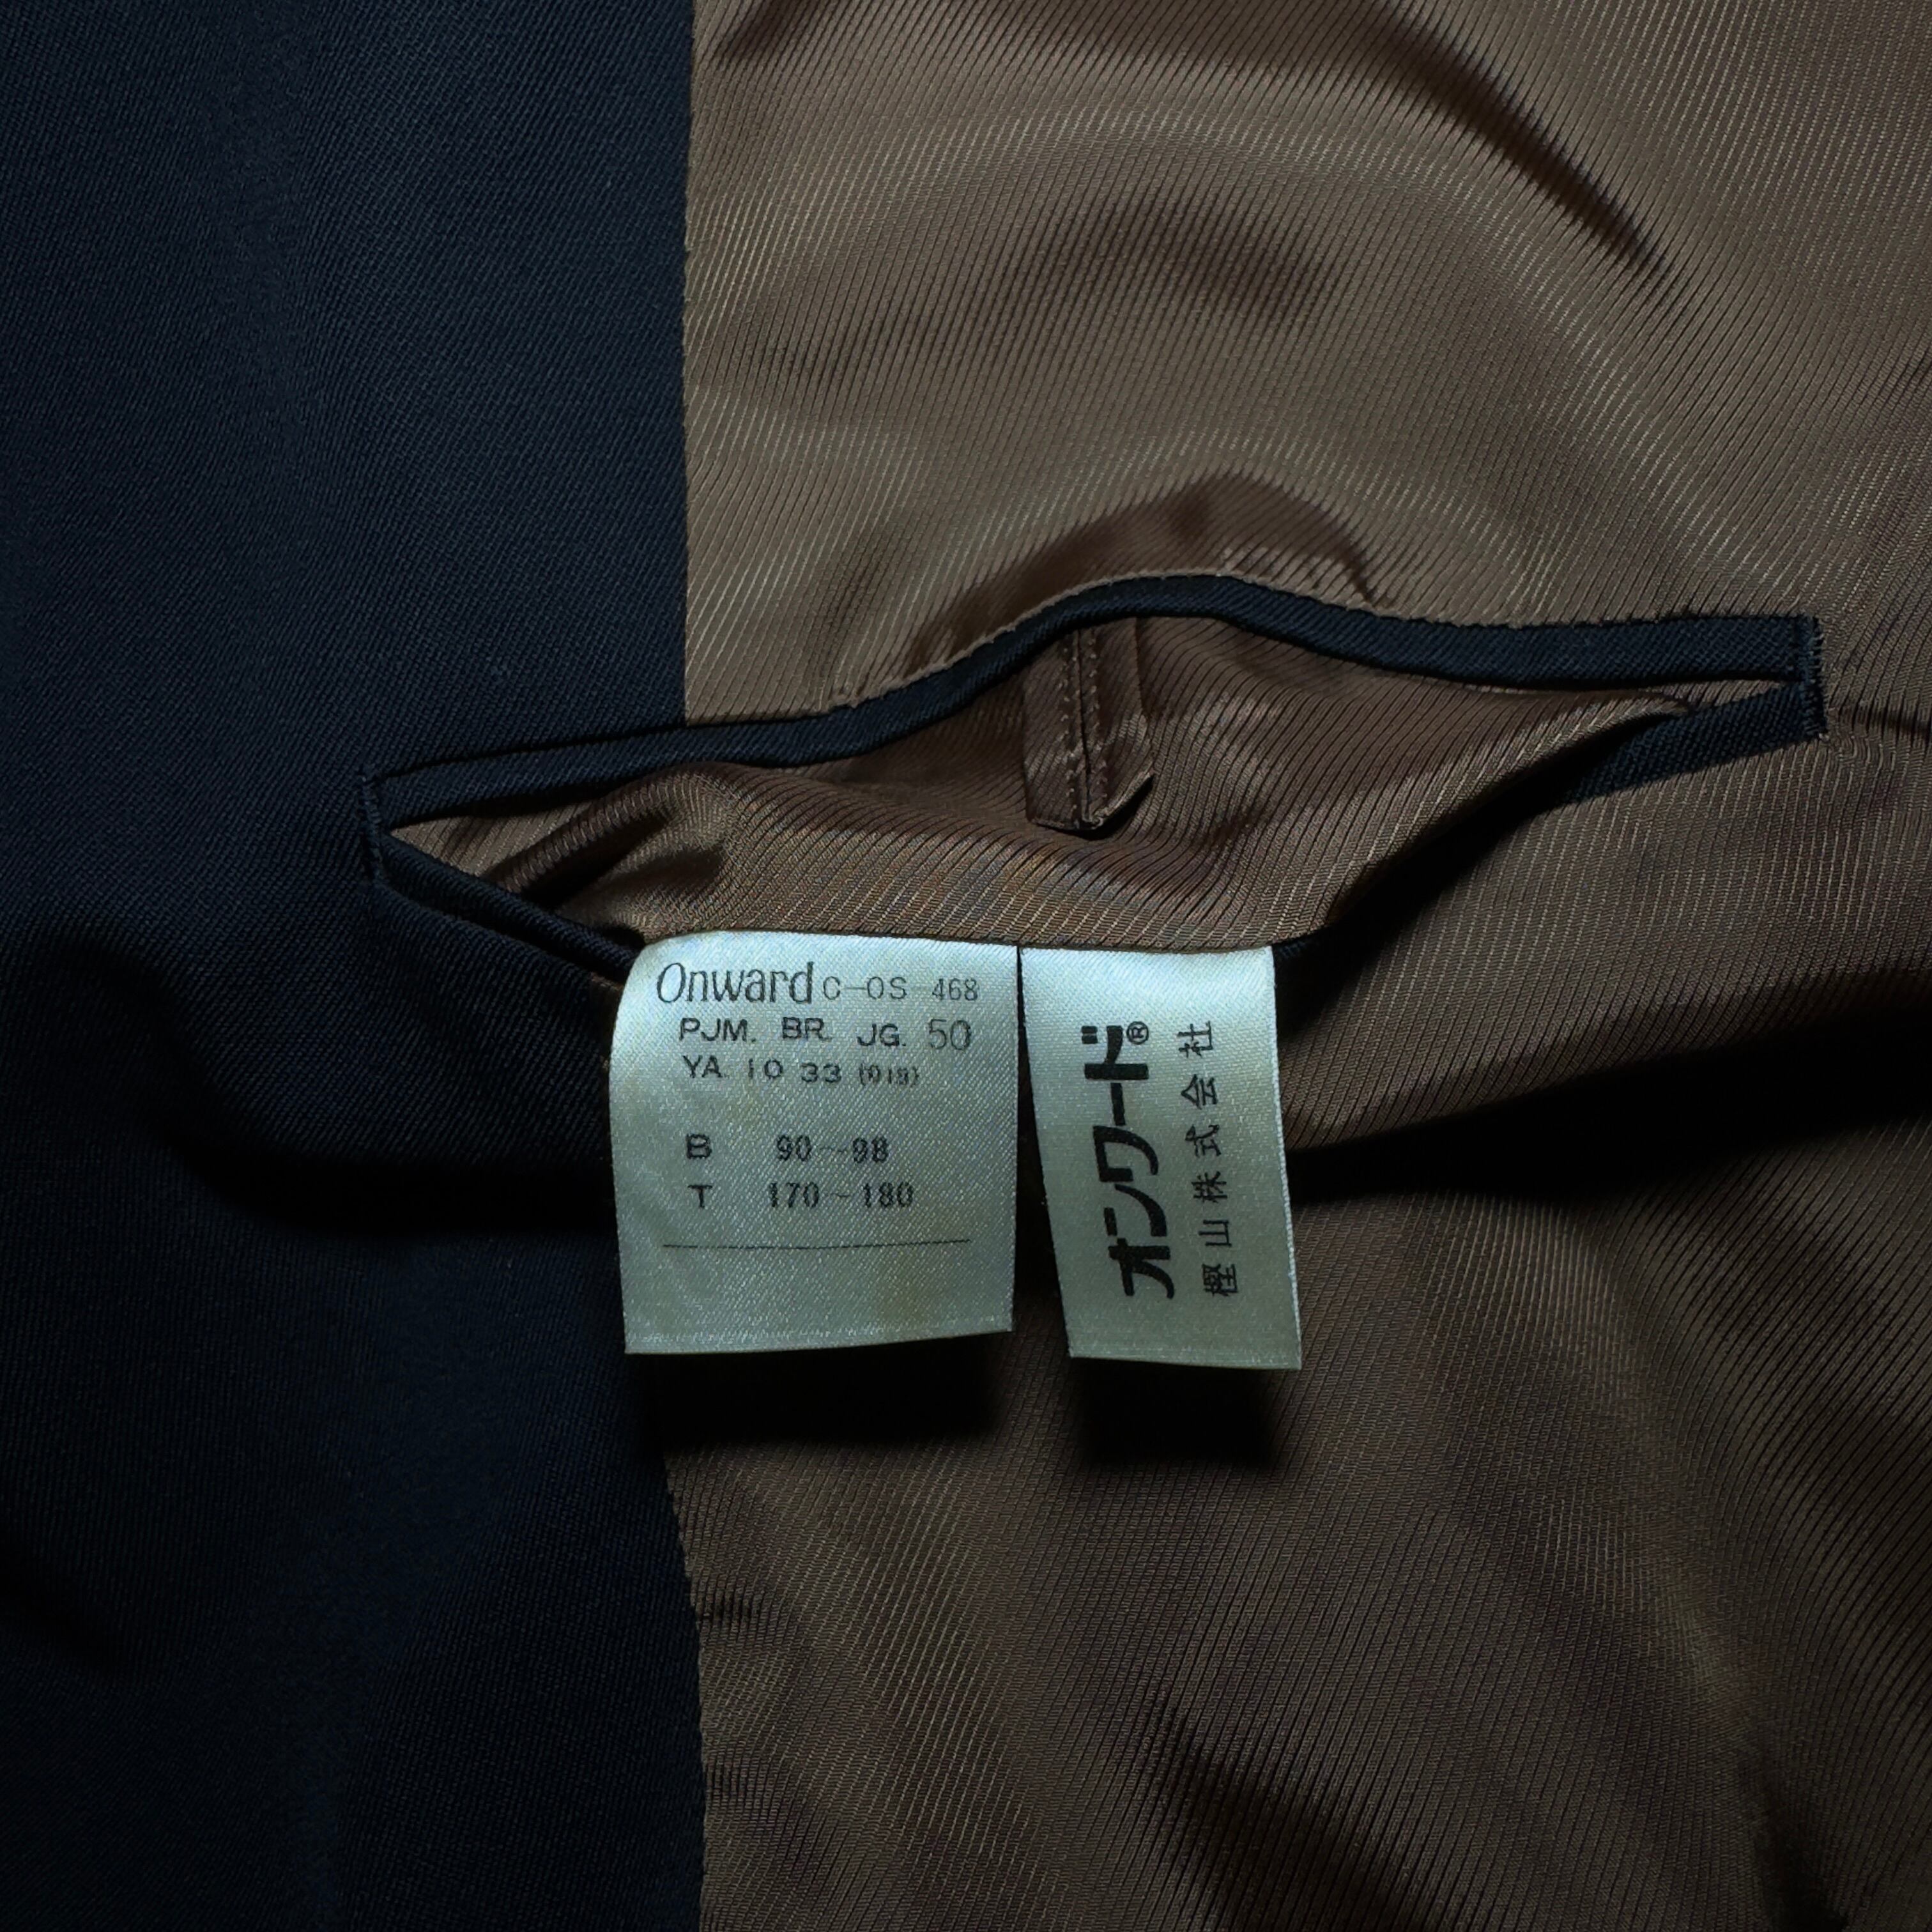 Onward C-OS-468
PJM. BR. JG. 50
YA 10 33 (019)
B 90~98
T 170~180
オンワード®
樫山株式会社